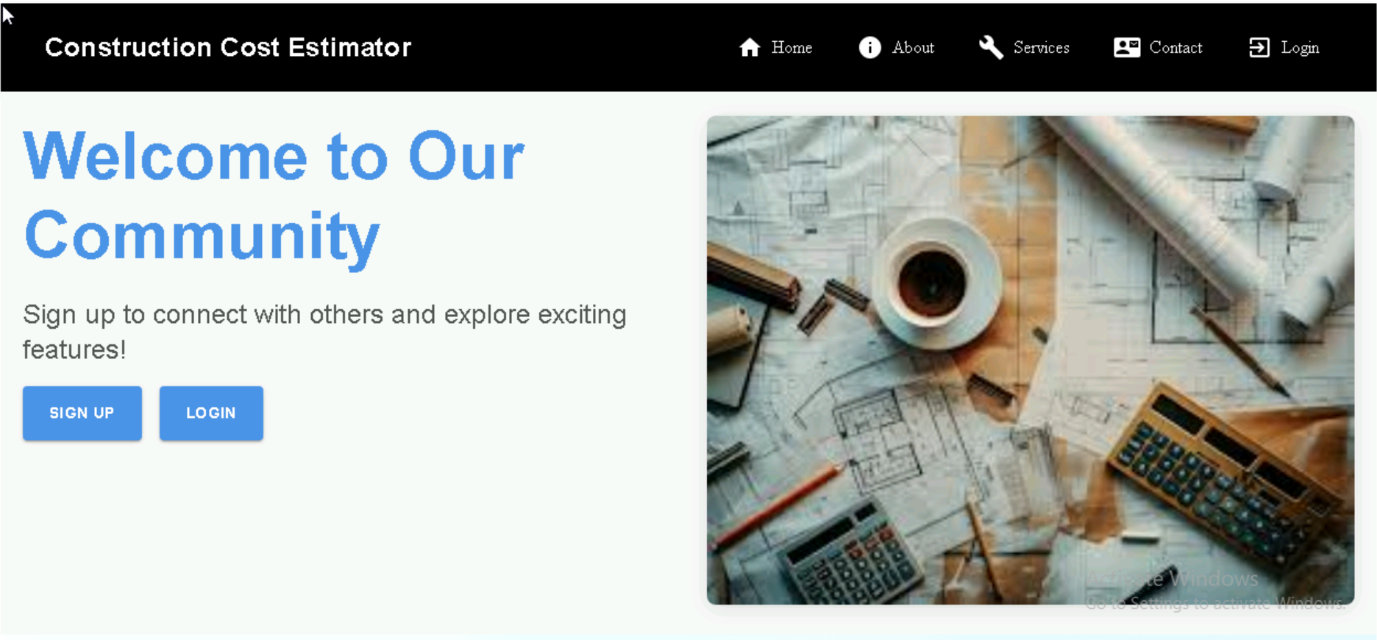 Construction Cost Estimator
Home
About
Services
Contact
Login
Welcome to Our
Community
Sign up to connect with others and explore exciting
features!
SIGN UP
LOGIN
Activate Windows
Go to Settings to activate Windows.